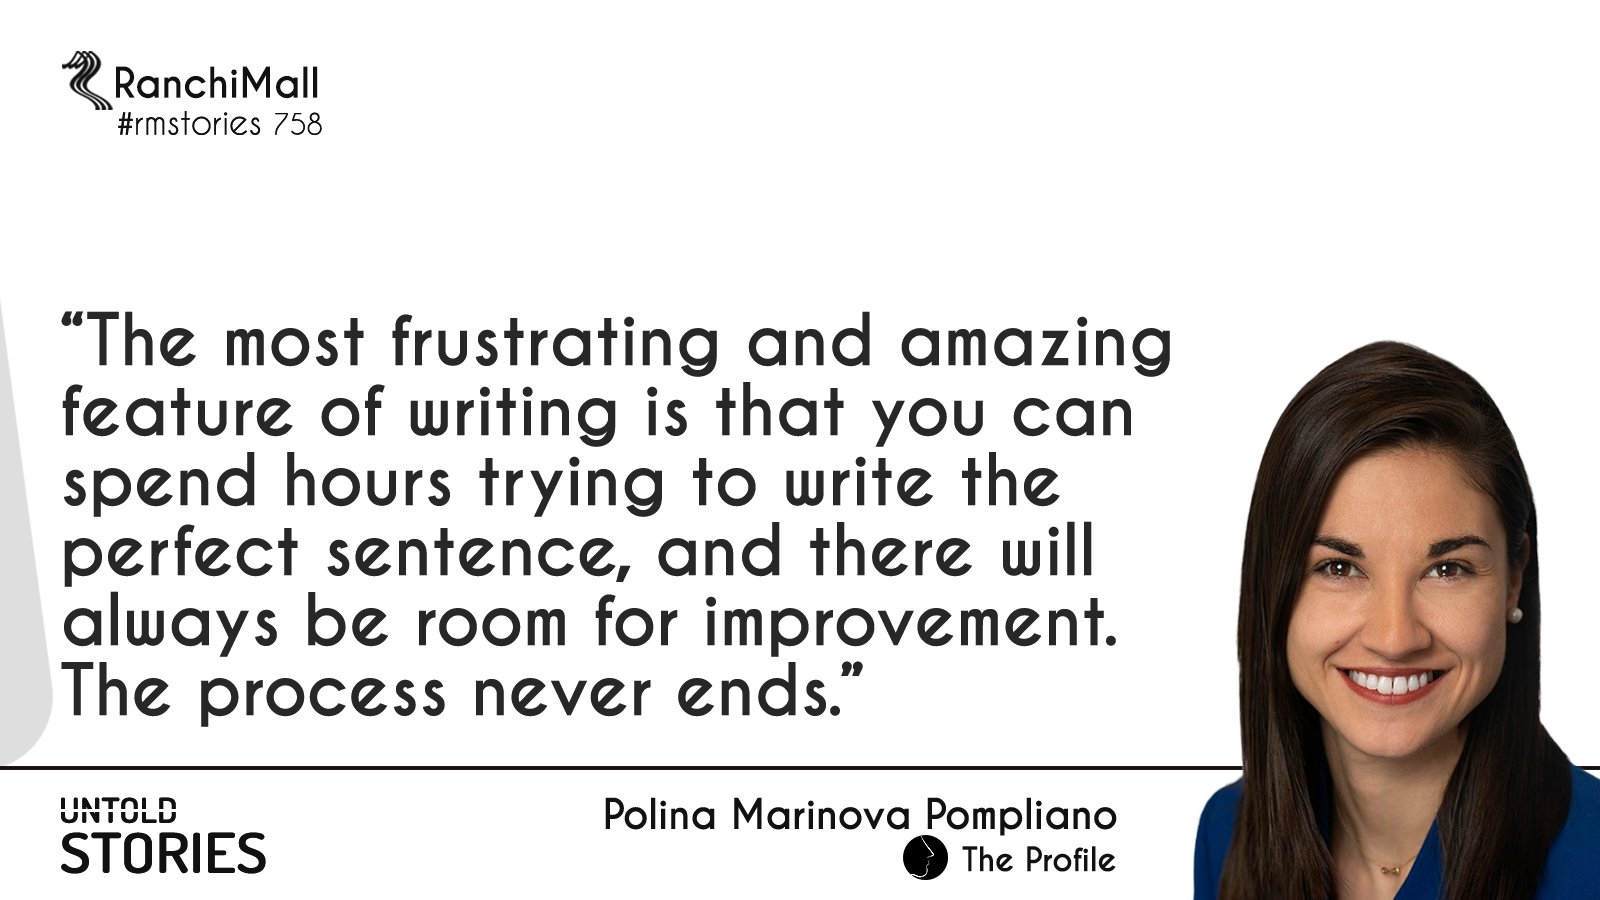 RanchiMall
#rmstories 758
“The most frustrating and amazing
feature of writing is that you can
spend hours trying to write the
perfect sentence, and there will
always be room for improvement.
The process never ends.”
UNTOLD
STORIES
Polina Marinova Pompliano
The Profile